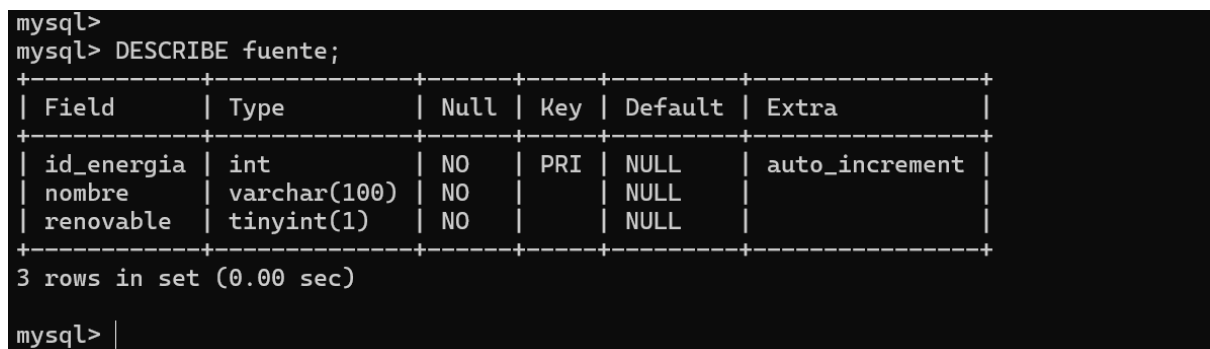 mysql>
mysql> DESCRIBE fuente;
+------------+--------------+------+-----+---------+----------------+
| Field      | Type         | Null | Key | Default | Extra          |
+------------+--------------+------+-----+---------+----------------+
| id_energia | int          | NO   | PRI | NULL    | auto_increment |
| nombre     | varchar(100) | NO   |     | NULL    |                |
| renovable  | tinyint(1)   | NO   |     | NULL    |                |
+------------+--------------+------+-----+---------+----------------+
3 rows in set (0.00 sec)
mysql>